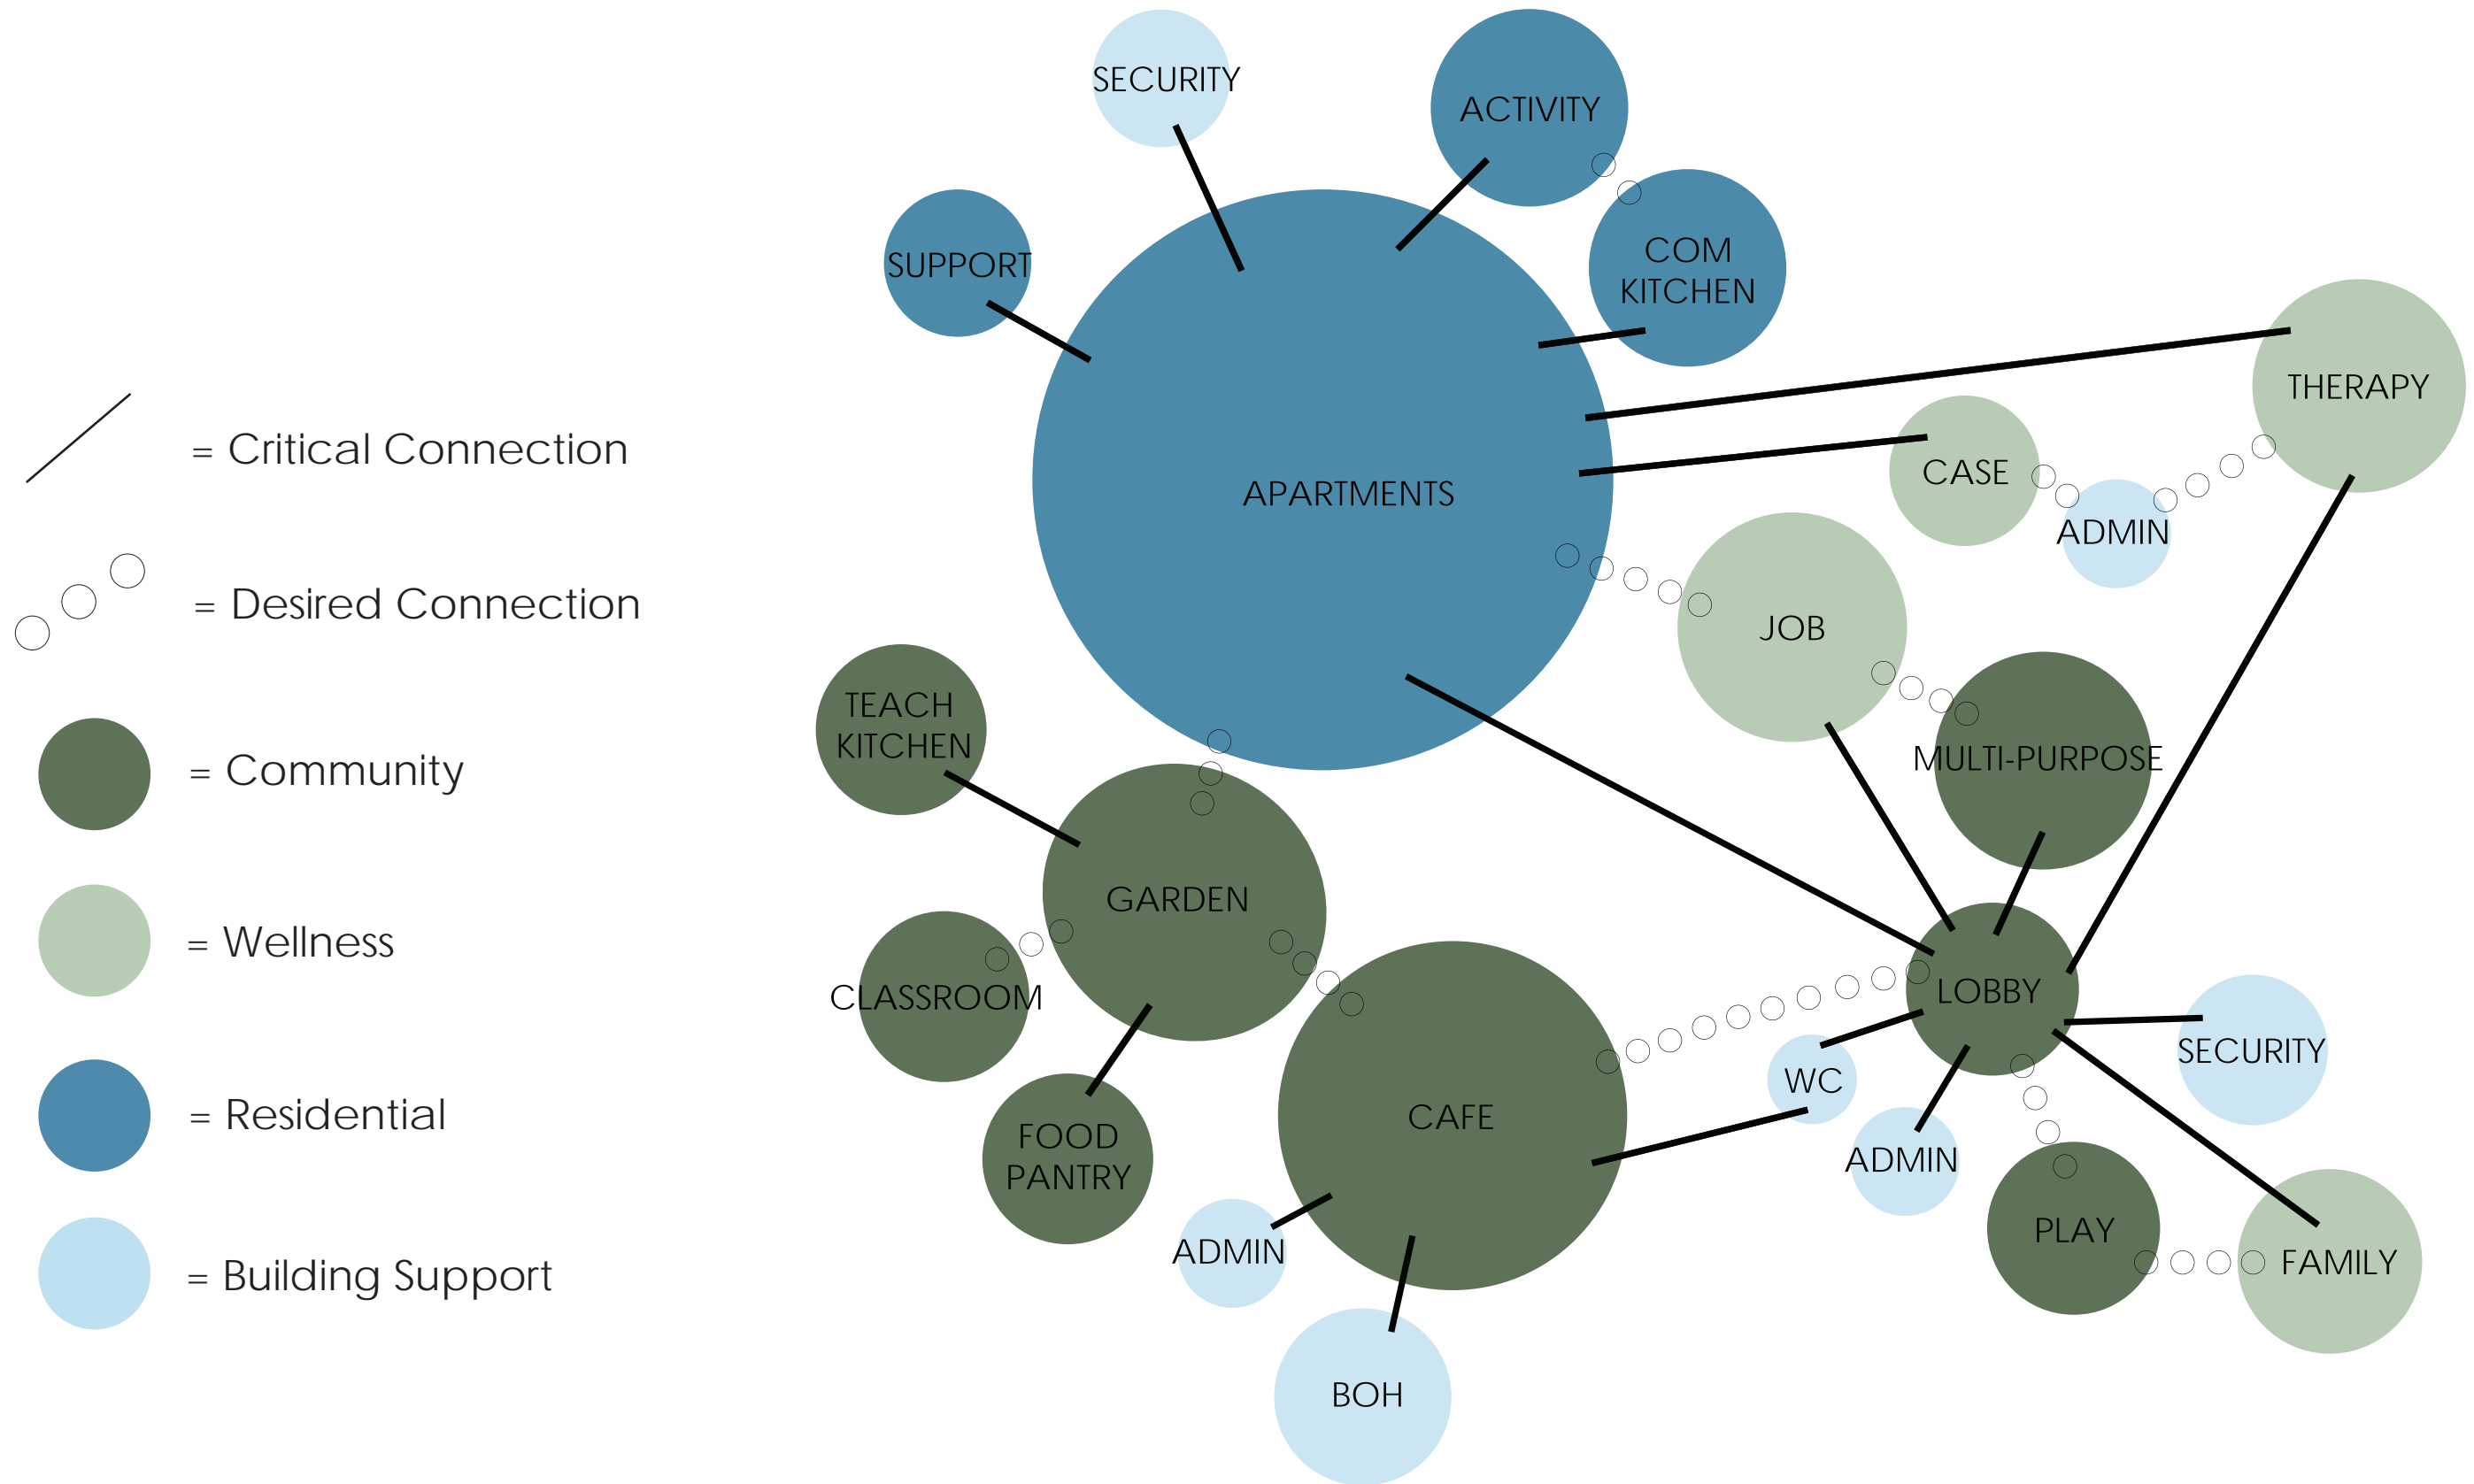 = Critical Connection
= Desired Connection
= Community
= Wellness
= Residential
= Building Support
SECURITY
ACTIVITY
SUPPORT
COM
KITCHEN
THERAPY
APARTMENTS
CASE
ADMIN
JOB
TEACH
KITCHEN
MULTI-PURPOSE
GARDEN
CLASSROOM
LOBBY
SECURITY
WC
CAFE
FOOD
PANTRY
ADMIN
ADMIN
PLAY
FAMILY
BOH